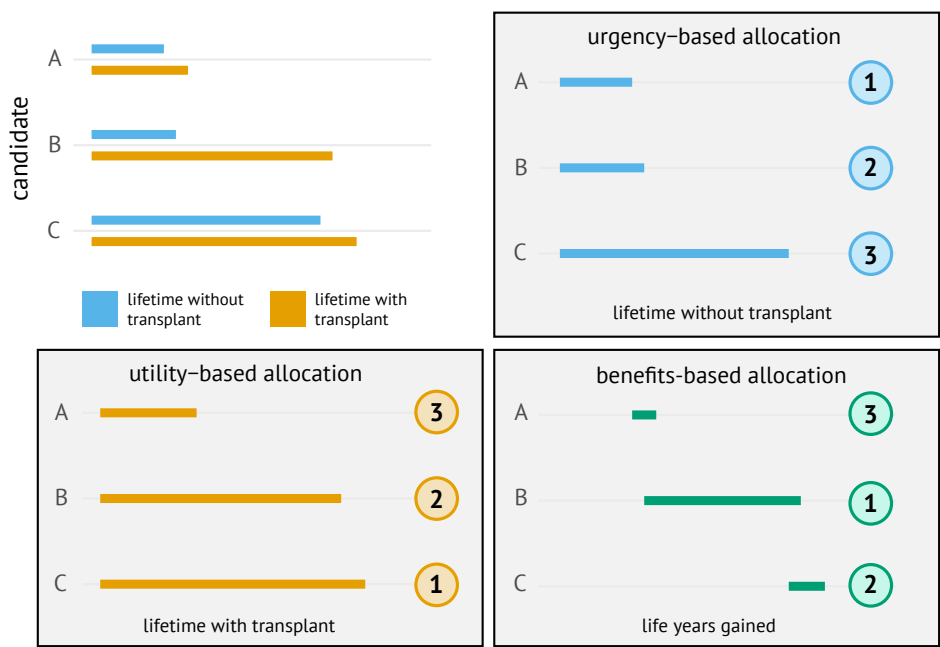 candidate
A
B
C
lifetime without
transplant
lifetime with
transplant
urgency−based allocation
A
1
B
2
C
3
lifetime without transplant
utility−based allocation
A
3
B
2
C
1
lifetime with transplant
benefits-based allocation
A
3
B
1
C
2
life years gained